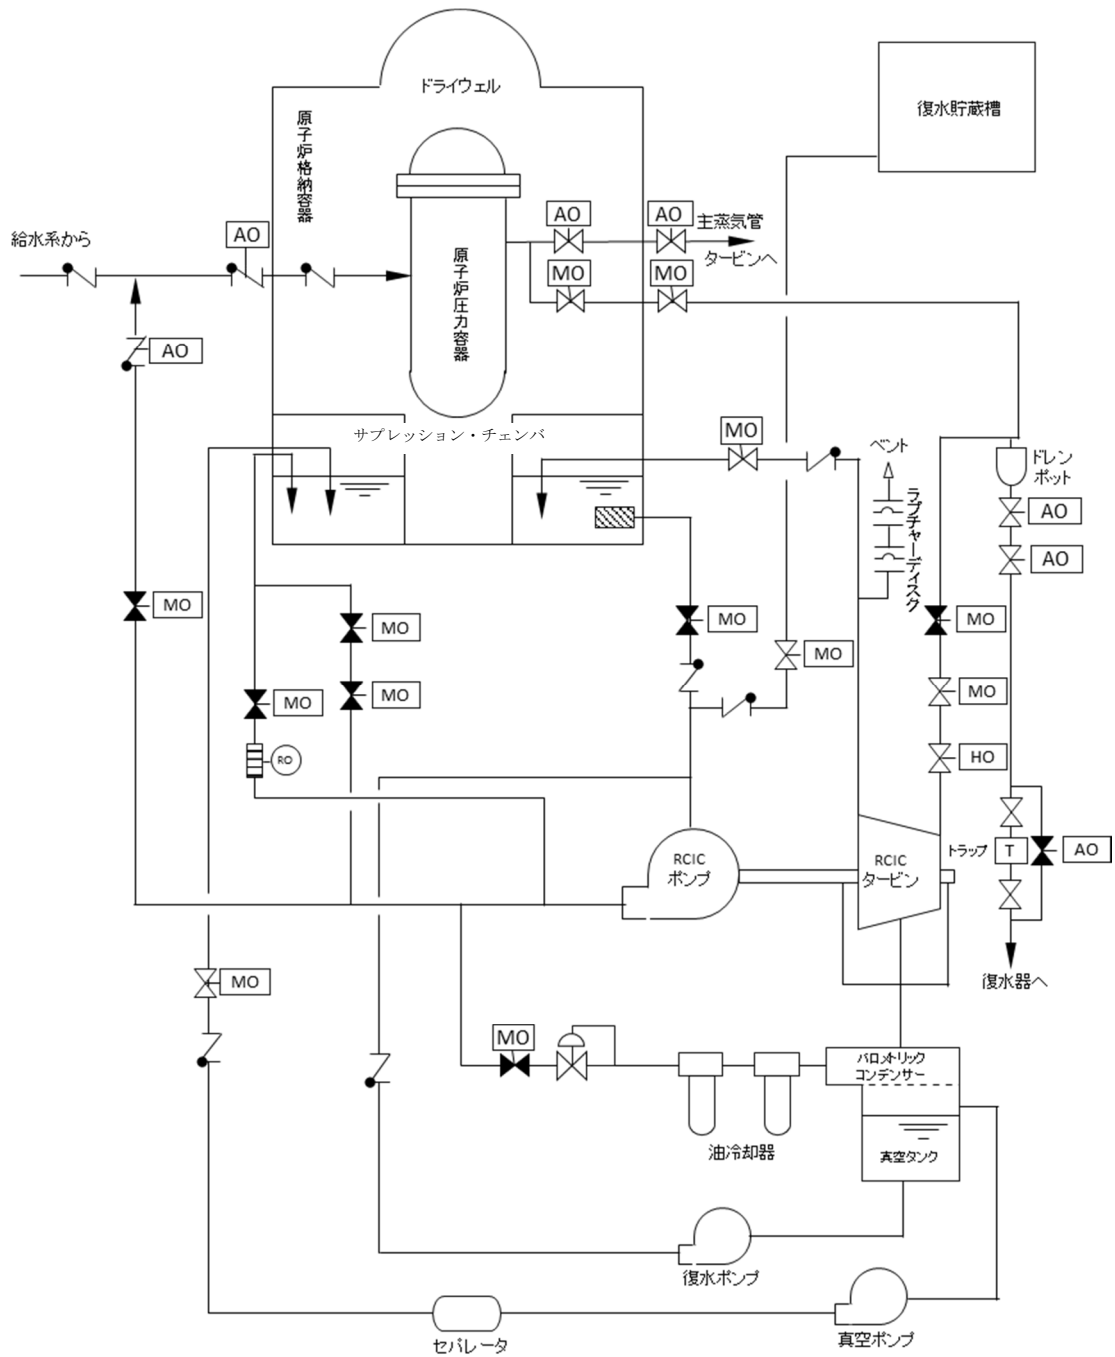 ドライウェル
原子炉格納容器
復水貯蔵槽
給水系から
AO
AO
AO
主蒸気管
タービンへ
原子炉圧力容器
MO
MO
AO
サプレッション・チェンバ
MO
ベント
ラプチャーディスク
ドレン
ポット
AO
AO
MO
MO
MO
MO
MO
MO
MO
MO
MO
RO
HO
RCIC
ポンプ
RCIC
タービン
トラップ
T
AO
復水器へ
MO
MO
バロメトリック
コンデンサー
油冷却器
真空タンク
復水ポンプ
セパレータ
真空ポンプ